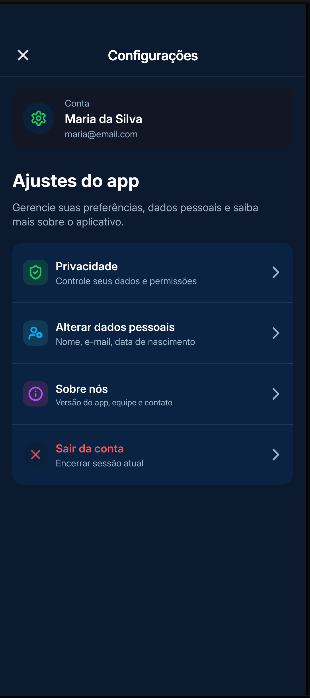 Configurações
Conta
Maria da Silva
maria@email.com
Ajustes do app
Gerencie suas preferências, dados pessoais e saiba
mais sobre o aplicativo.
Privacidade
Controle seus dados e permissões
Alterar dados pessoais
Nome, e-mail, data de nascimento
Sobre nós
Versão do app, equipe e contato
Sair da conta
Encerrar sessão atual